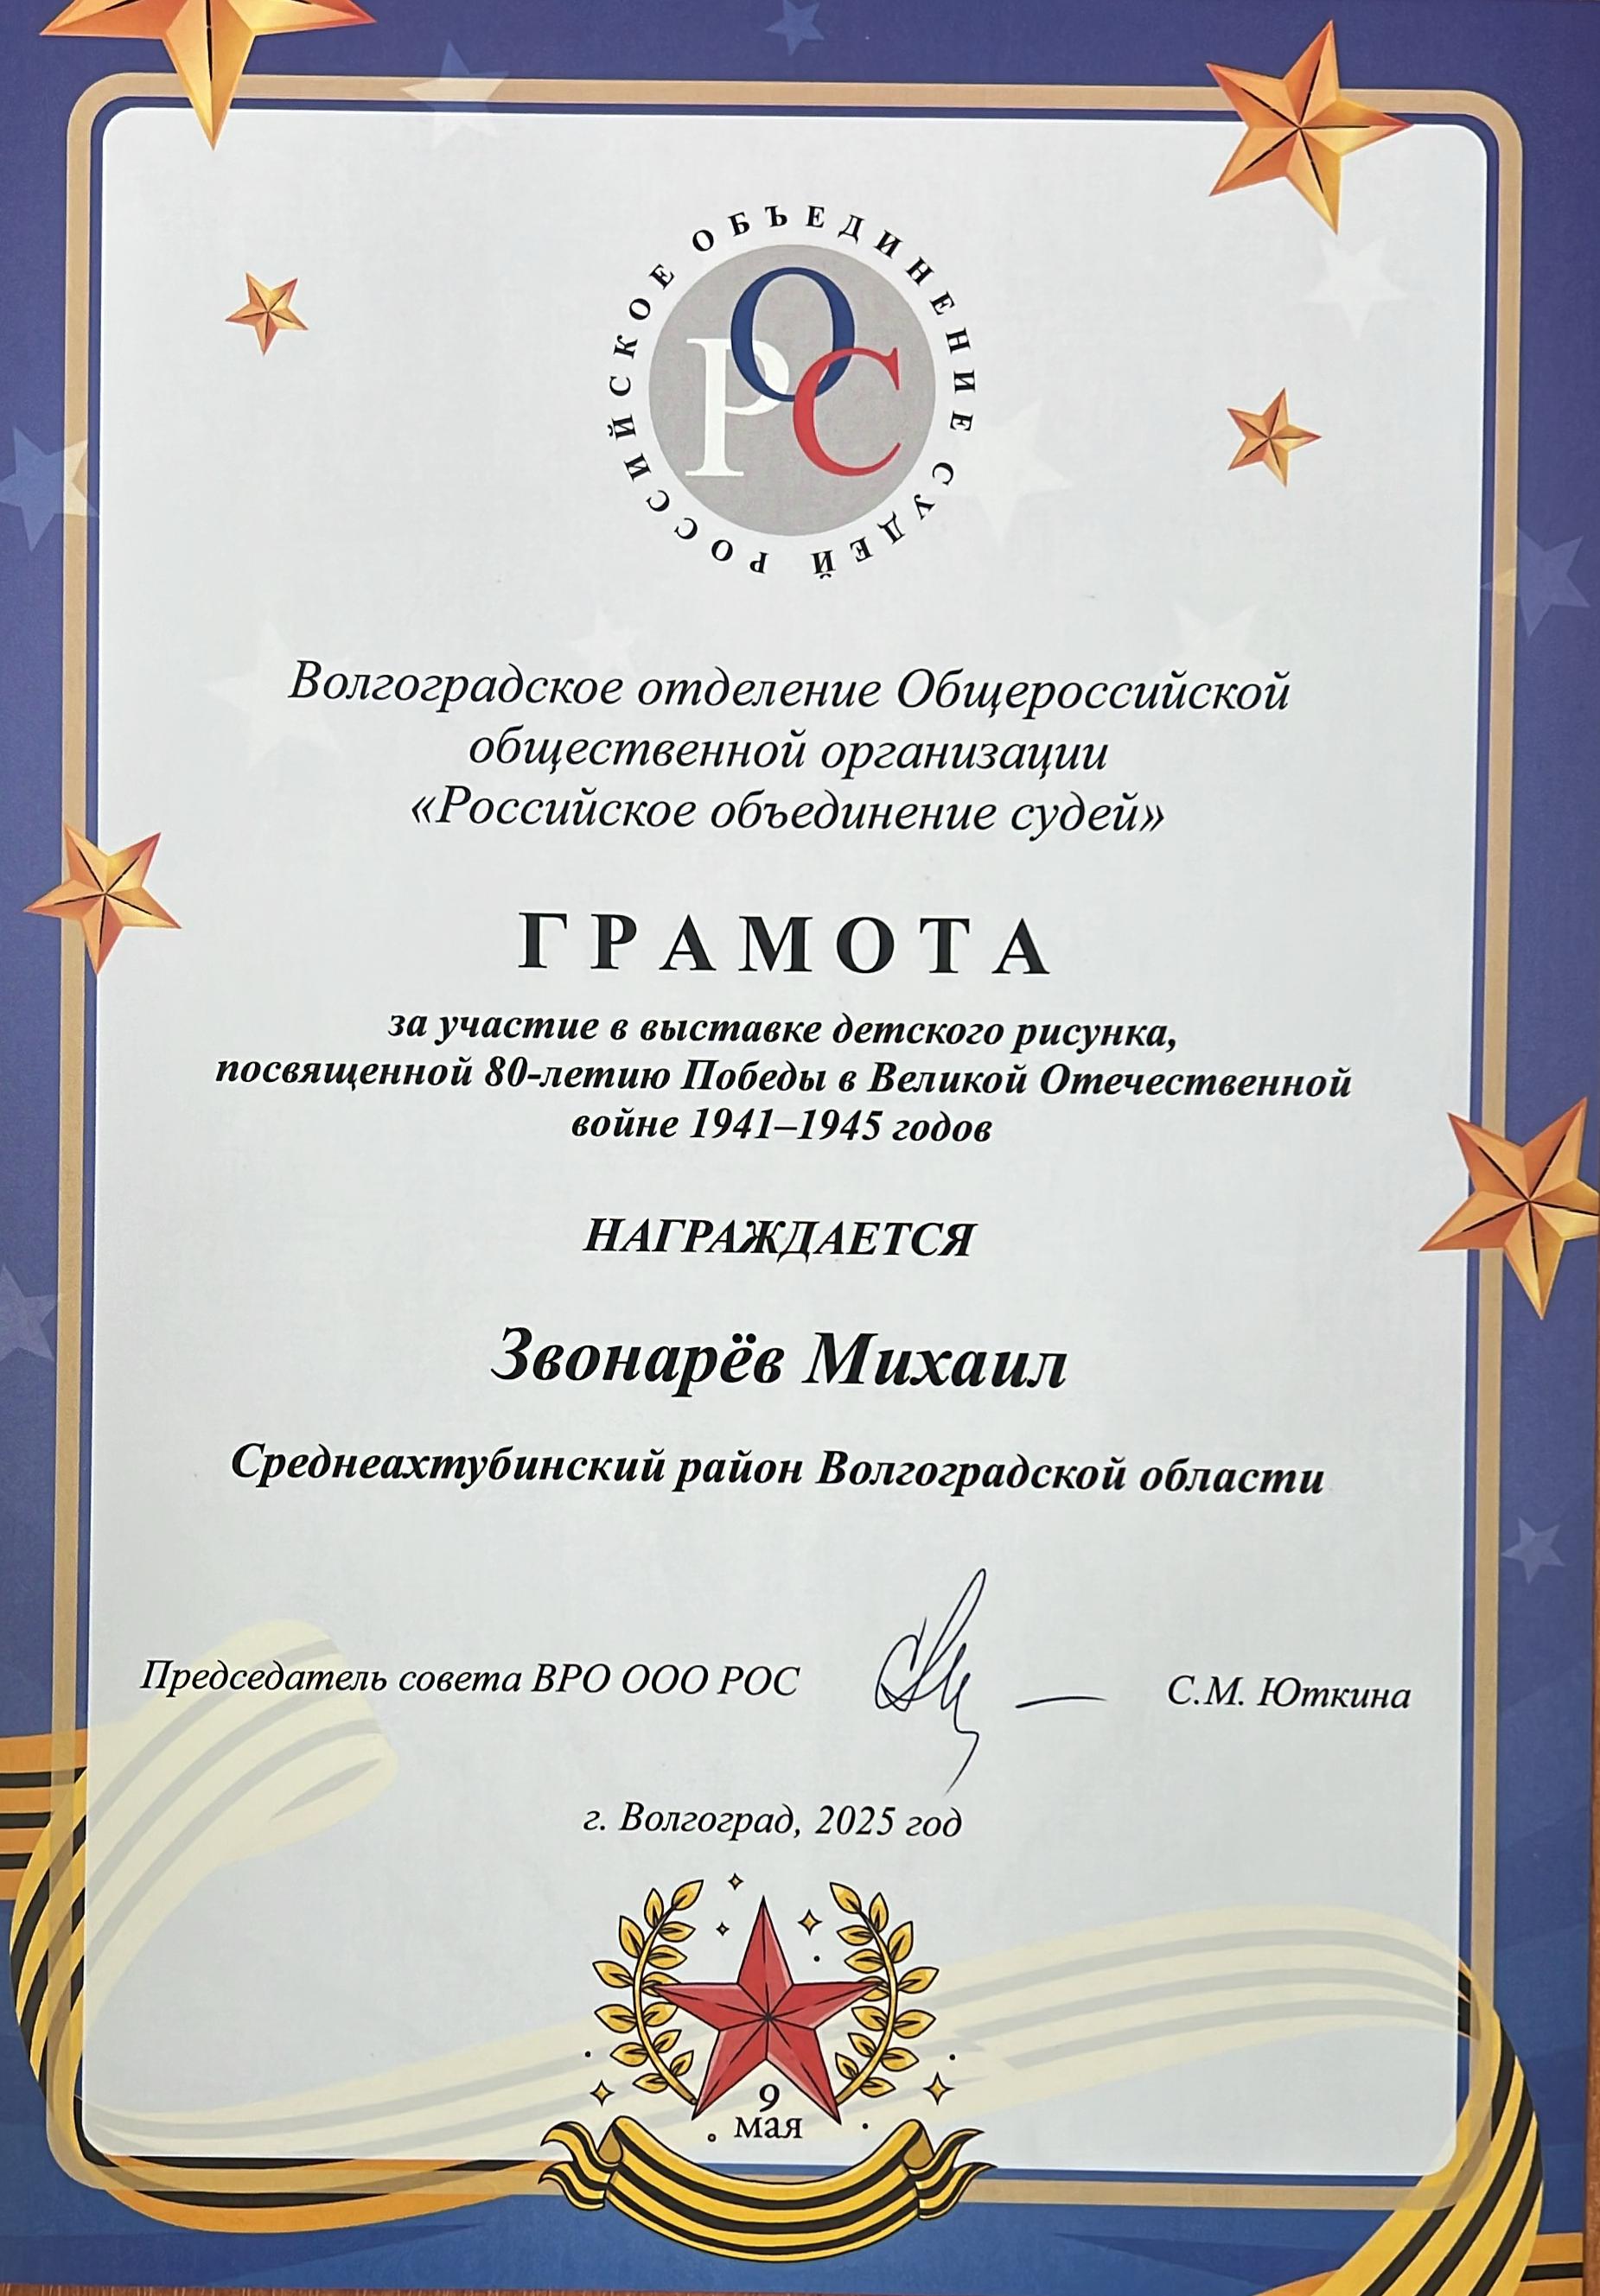 РОССИЙСКОЕ ОБЪЕДИНЕНИЕ СУДЕЙ
РОС
Волгоградское отделение Общероссийской
общественной организации
«Российское объединение судей»
ГРАМОТА
за участие в выставке детского рисунка,
посвященной 80-летию Победы в Великой Отечественной
войне 1941–1945 годов
НАГРАЖДАЕТСЯ
Звонарёв Михаил
Среднеахтубинский район Волгоградской области
Председатель совета ВРО ООО РОС С.М. Юткина
г. Волгоград, 2025 год
9
мая